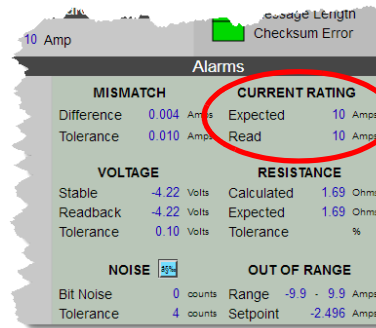 Message Length
10 Amp Checksum Error
Alarms
MISMATCH CURRENT RATING
Difference 0.004 Amps Expected 10 Amps
Tolerance 0.010 Amps Read 10 Amps
VOLTAGE RESISTANCE
Stable -4.22 Volts Calculated 1.69 Ohms
Readback -4.22 Volts Expected 1.69 Ohms
Tolerance 0.10 Volts Tolerance %
NOISE OUT OF RANGE
Bit Noise 0 counts Range -9.9 - 9.9 Amps
Tolerance 4 counts Setpoint -2.496 Amps